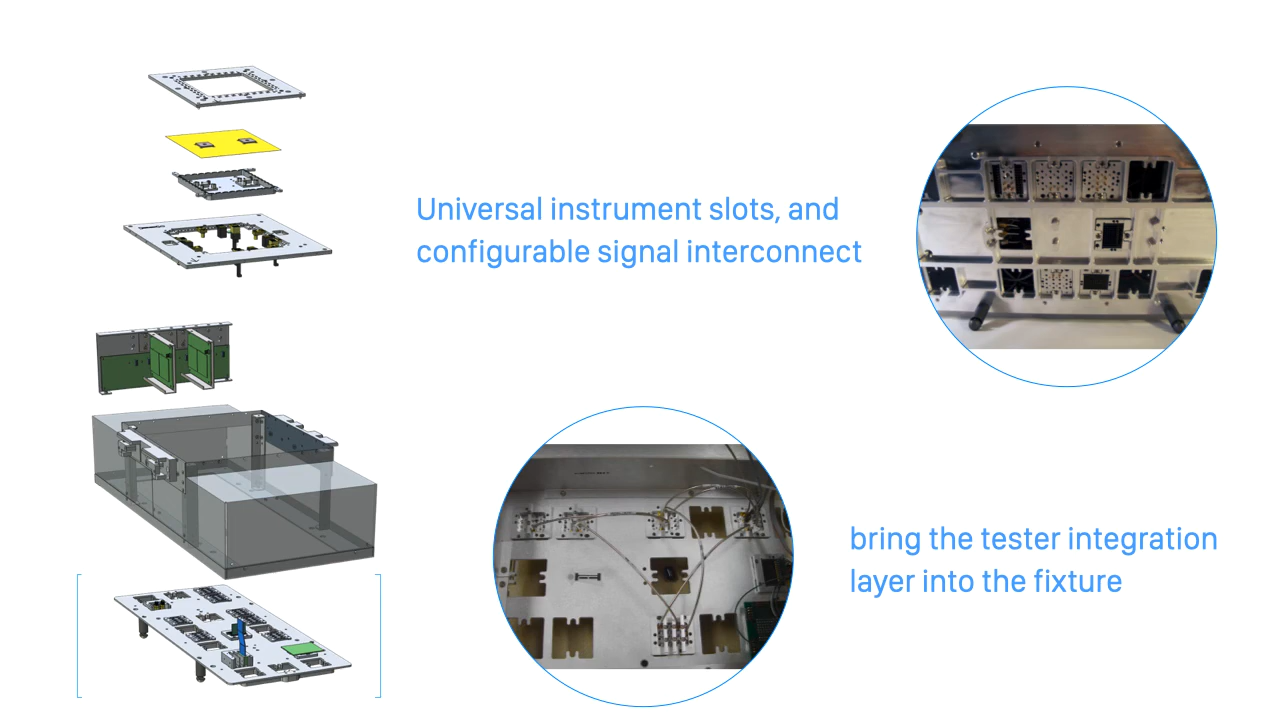 Universal instrument slots, and
configurable signal interconnect
bring the tester integration
layer into the fixture